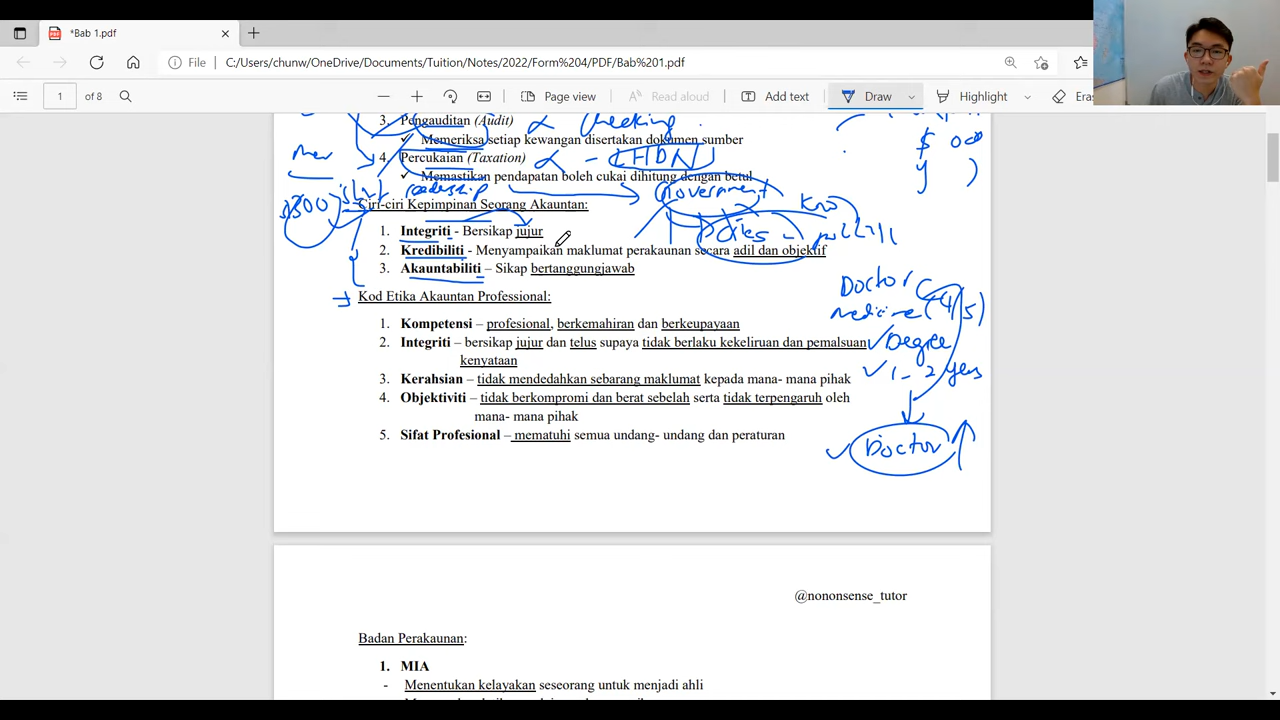 *Bab 1.pdf
File
C:/Users/chunw/OneDrive/Documents/Tuition/Notes/2022/Form%204/PDF/Bab%201.pdf
1 of 8
Page view
Read aloud
Add text
Draw
Highlight
Eras
3. Pengauditan (Audit)
checking.
✓ Memeriksa setiap kewangan disertakan dokumen sumber
4. Percukaian (Taxation)
- LHDN
✓ Memastikan pendapatan boleh cukai dihitung dengan betul
Government
Ciri-ciri Kepimpinan Seorang Akauntan:
1. Integriti - Bersikap jujur
2. Kredibiliti - Menyampaikan maklumat perakaunan secara adil dan objektif
3. Akauntabiliti – Sikap bertanggungjawab
Doctor
Kod Etika Akauntan Professional:
medicine (4/5)
1. Kompetensi – profesional, berkemahiran dan berkeupayaan
2. Integriti – bersikap jujur dan telus supaya tidak berlaku kekeliruan dan pemalsuan
kenyataan
✓ Degree
✓ 1 - 2 years
3. Kerahsian – tidak mendedahkan sebarang maklumat kepada mana- mana pihak
4. Objektiviti – tidak berkompromi dan berat sebelah serta tidak terpengaruh oleh
mana- mana pihak
5. Sifat Profesional – mematuhi semua undang- undang dan peraturan
✓ Doctor
@nononsense_tutor
Badan Perakaunan:
1. MIA
- Menentukan kelayakan seseorang untuk menjadi ahli